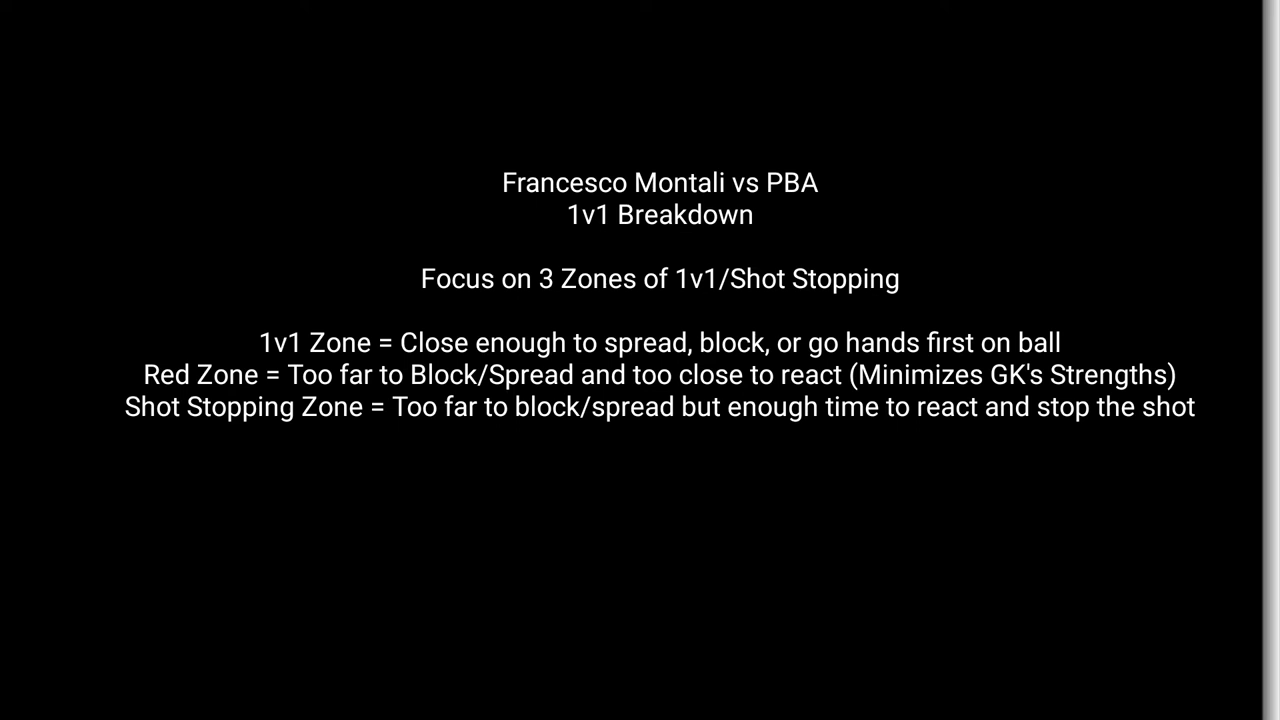 Francesco Montali vs PBA
1v1 Breakdown
Focus on 3 Zones of 1v1/Shot Stopping
1v1 Zone = Close enough to spread, block, or go hands first on ball
Red Zone = Too far to Block/Spread and too close to react (Minimizes GK's Strengths)
Shot Stopping Zone = Too far to block/spread but enough time to react and stop the shot